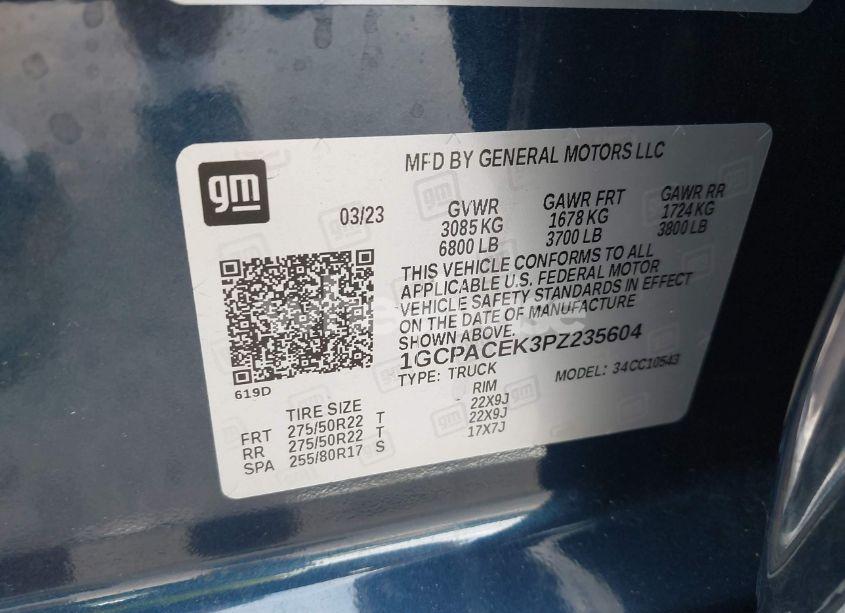 gm
MFD BY GENERAL MOTORS LLC
03/23
GVWR GAWR FRT GAWR RR
3085 KG 1678 KG 1724 KG
6800 LB 3700 LB 3800 LB
THIS VEHICLE CONFORMS TO ALL
APPLICABLE U.S. FEDERAL MOTOR
VEHICLE SAFETY STANDARDS IN EFFECT
ON THE DATE OF MANUFACTURE
SHOWN ABOVE.
1GCPACEK3PZ235604
TYPE: TRUCK MODEL: 34CC10543
619D
TIRE SIZE RIM
FRT 275/50R22 T 22X9J
RR 275/50R22 T 22X9J
SPA 255/80R17 S 17X7J